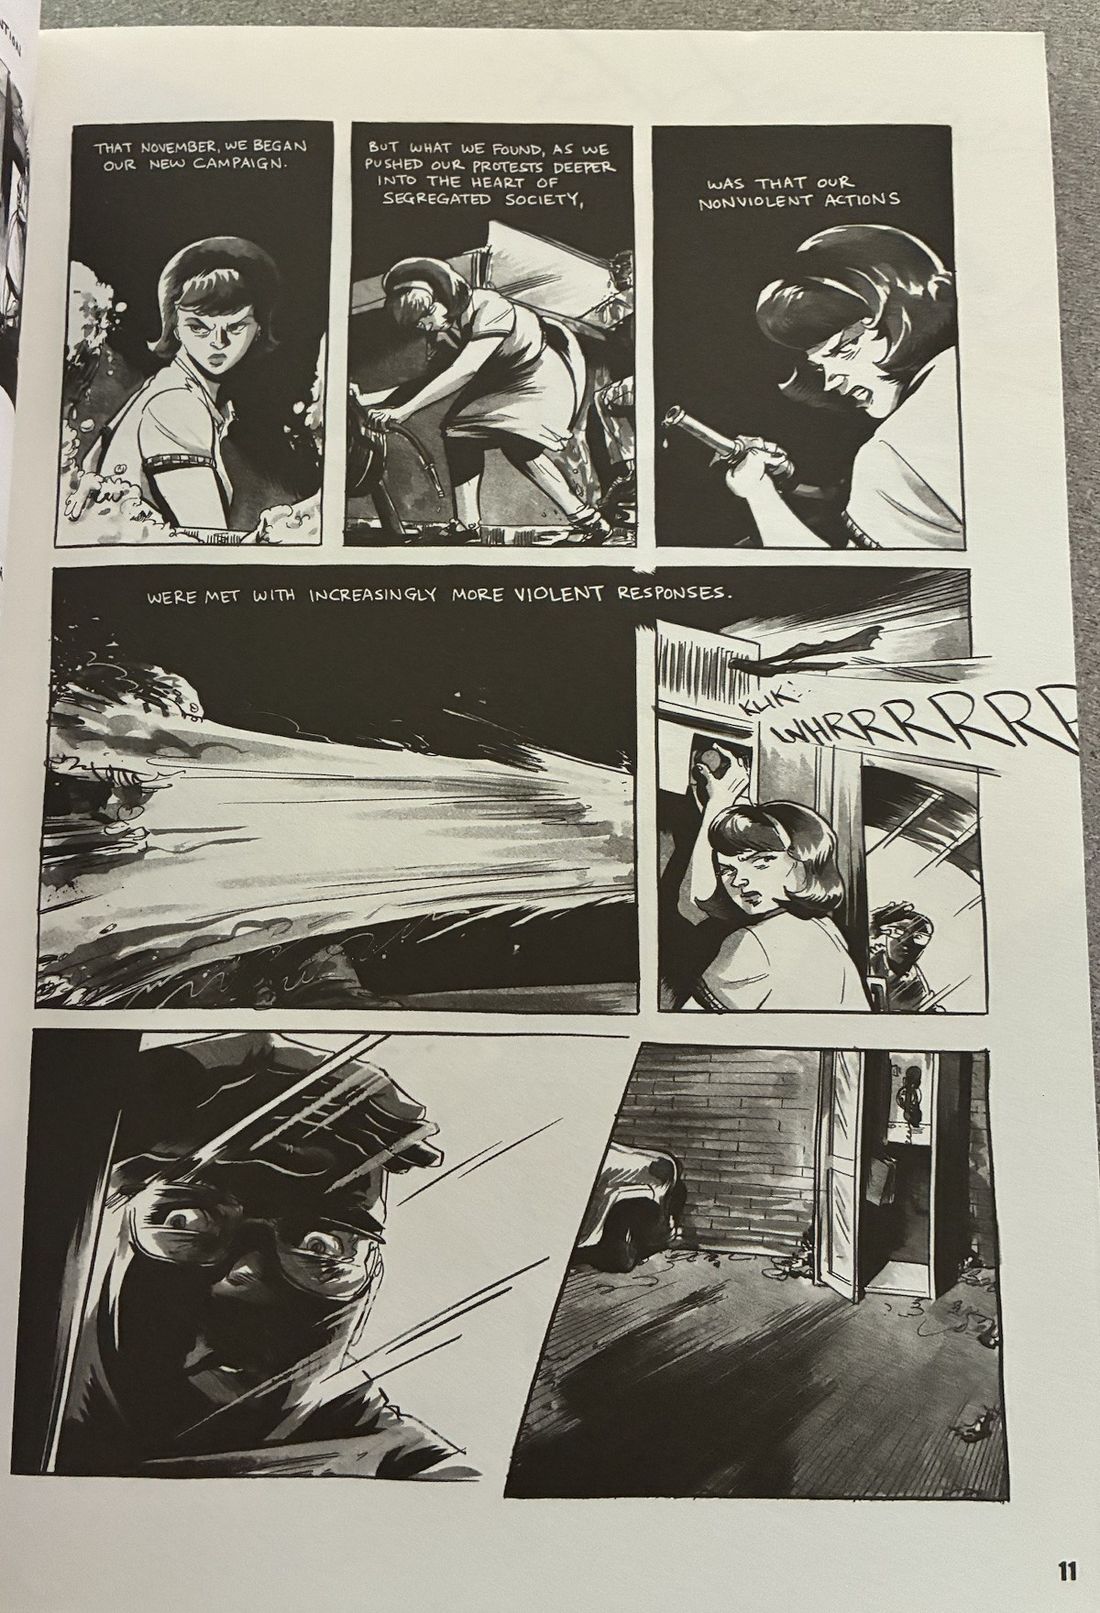 THAT NOVEMBER, WE BEGAN
OUR NEW CAMPAIGN.
BUT WHAT WE FOUND, AS WE
PUSHED OUR PROTESTS DEEPER
INTO THE HEART OF
SEGREGATED SOCIETY,
WAS THAT OUR
NONVIOLENT ACTIONS
WERE MET WITH INCREASINGLY MORE VIOLENT RESPONSES.
KLIK
WHRRRRRRR
11